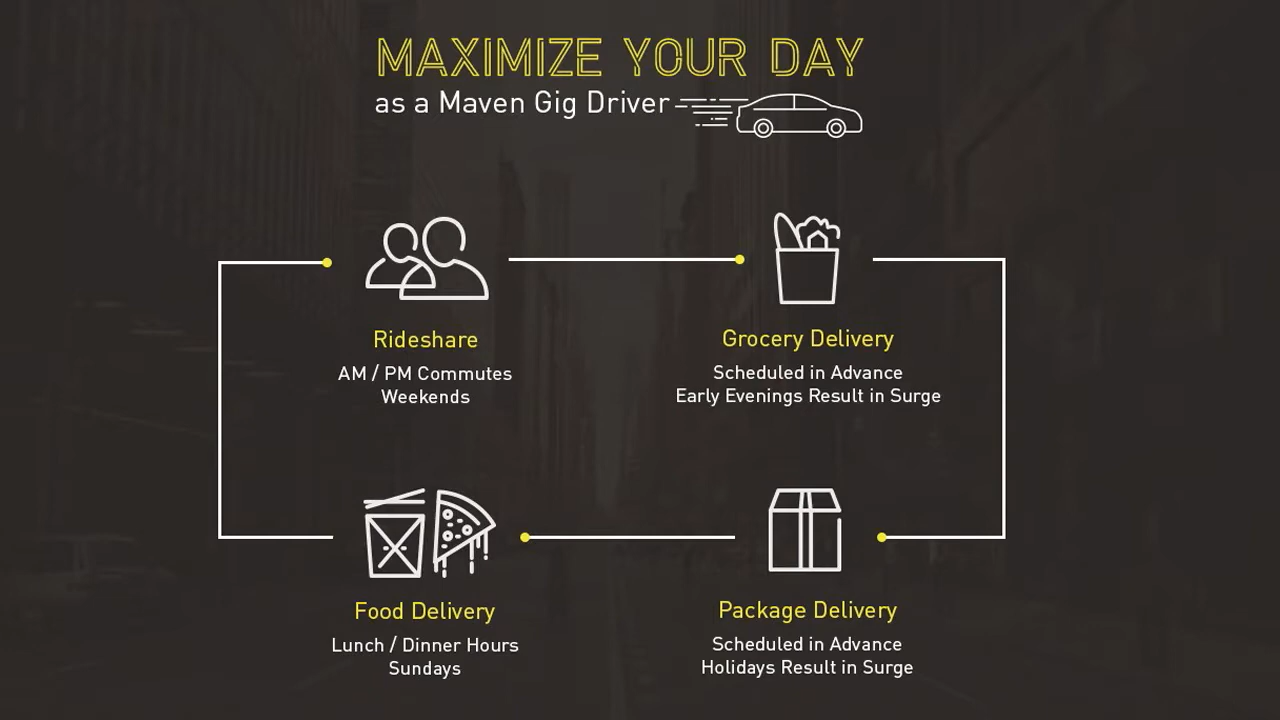 MAXIMIZE YOUR DAY
as a Maven Gig Driver
Rideshare
AM / PM Commutes
Weekends
Grocery Delivery
Scheduled in Advance
Early Evenings Result in Surge
Food Delivery
Lunch / Dinner Hours
Sundays
Package Delivery
Scheduled in Advance
Holidays Result in Surge